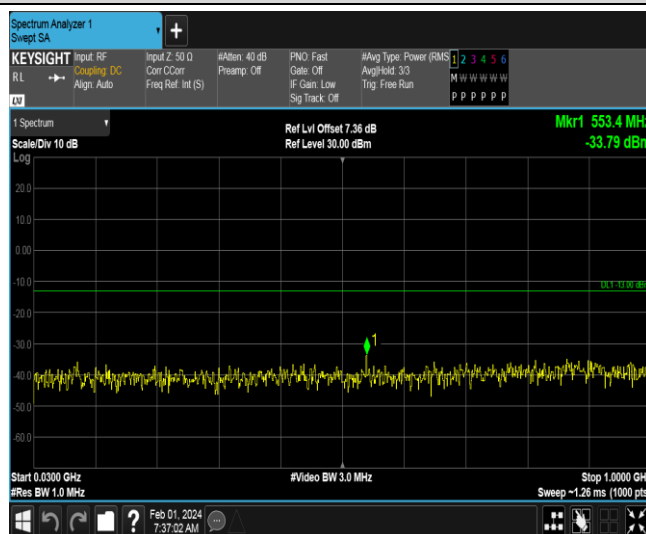 Spectrum Analyzer 1
Swept SA
+
KEYSIGHT
RL
LXI
Input: RF
Coupling: DC
Align: Auto
Input Z: 50 Ω
Corr CCorr
Freq Ref: Int (S)
#Atten: 40 dB
Preamp: Off
PNO: Fast
Gate: Off
IF Gain: Low
Sig Track: Off
#Avg Type: Power (RMS
Avg|Hold: 3/3
Trig: Free Run
1 2 3 4 5 6
M W W W W W
P P P P P P
1 Spectrum
Scale/Div 10 dB
Log
Ref Lvl Offset 7.36 dB
Ref Level 30.00 dBm
Mkr1 553.4 MHz
-33.79 dBm
20.0
10.0
0.00
-10.0
DL1 -13.00 dBm
-20.0
-30.0
1
-40.0
-50.0
-60.0
Start 0.0300 GHz
#Res BW 1.0 MHz
#Video BW 3.0 MHz
Stop 1.0000 GHz
Sweep ~1.26 ms (1000 pts)
?
Feb 01, 2024
7:37:02 AM